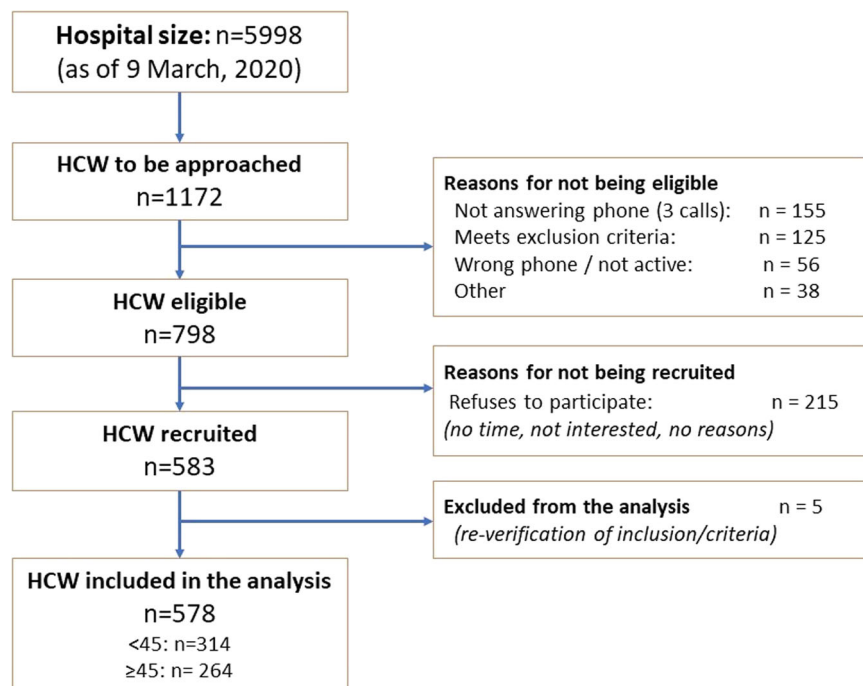 Hospital size: n=5998
(as of 9 March, 2020)
HCW to be approached
n=1172
Reasons for not being eligible
Not answering phone (3 calls): n = 155
Meets exclusion criteria: n = 125
Wrong phone / not active: n = 56
Other n = 38
HCW eligible
n=798
Reasons for not being recruited
Refuses to participate: n = 215
(no time, not interested, no reasons)
HCW recruited
n=583
Excluded from the analysis n = 5
(re-verification of inclusion/criteria)
HCW included in the analysis
n=578
<45: n=314
≥45: n= 264